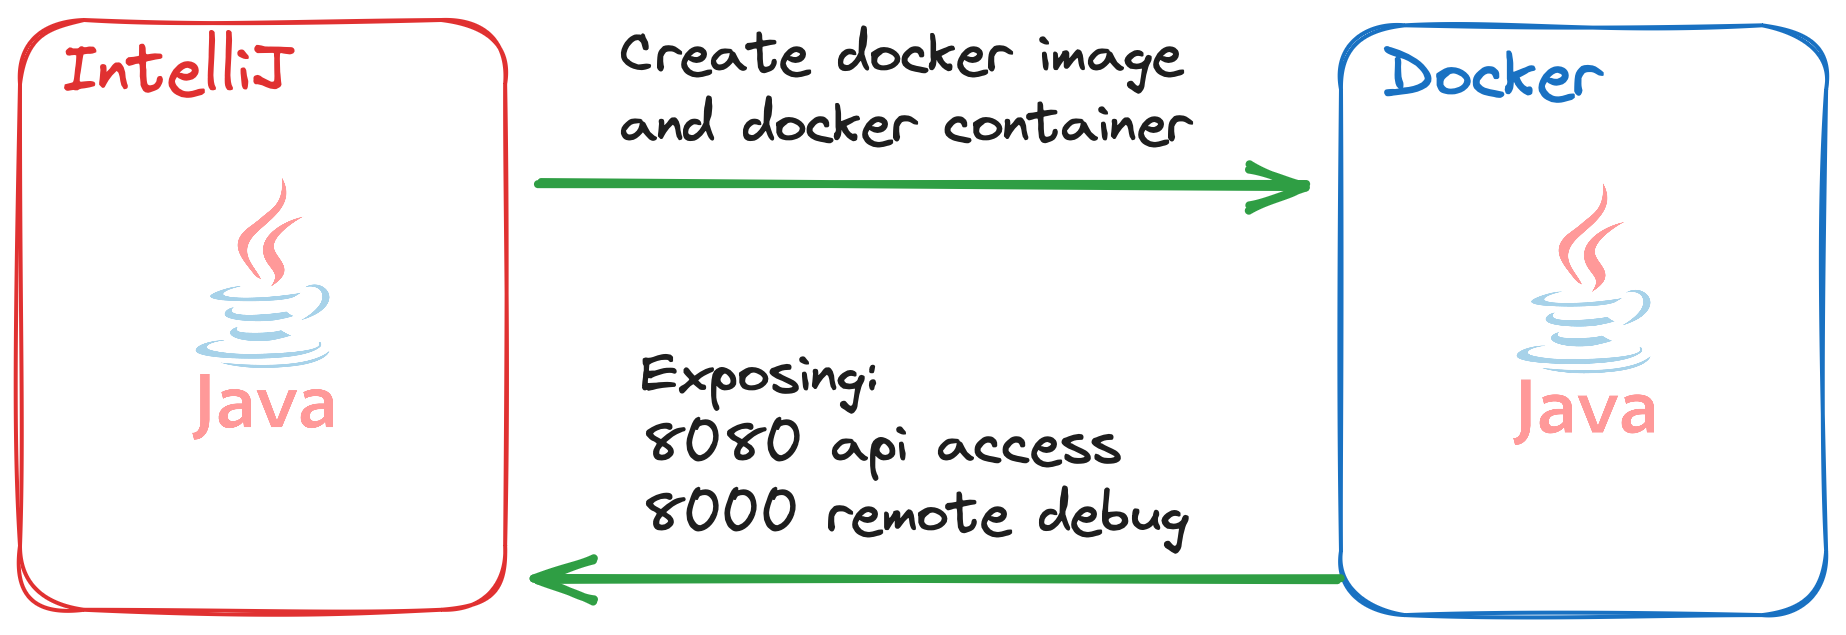 IntelliJ
Create docker image
and docker container
Docker
Java
Java
Exposing:
8080 api access
8000 remote debug